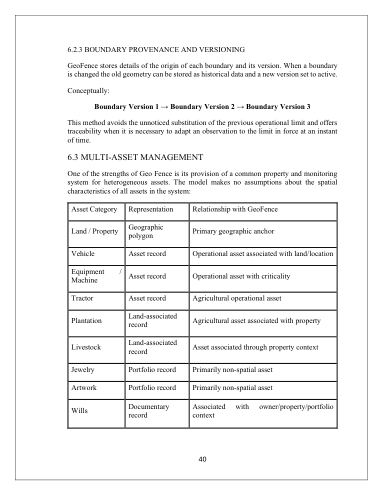 6.2.3 BOUNDARY PROVENANCE AND VERSIONING
GeoFence stores details of the origin of each boundary and its version. When a boundary
is changed the old geometry can be stored as historical data and a new version set to active.
Conceptually:
Boundary Version 1 → Boundary Version 2 → Boundary Version 3
This method avoids the unnoticed substitution of the previous operational limit and offers
traceability when it is necessary to adapt an observation to the limit in force at an instant
of time.
6.3 MULTI-ASSET MANAGEMENT
One of the strengths of Geo Fence is its provision of a common property and monitoring
system for heterogeneous assets. The model makes no assumptions about the spatial
characteristics of all assets in the system:
Asset Category Representation Relationship with GeoFence
Land / Property Geographic polygon Primary geographic anchor
Vehicle Asset record Operational asset associated with land/location
Equipment / Machine Asset record Operational asset with criticality
Tractor Asset record Agricultural operational asset
Plantation Land-associated record Agricultural asset associated with property
Livestock Land-associated record Asset associated through property context
Jewelry Portfolio record Primarily non-spatial asset
Artwork Portfolio record Primarily non-spatial asset
Wills Documentary record Associated with owner/property/portfolio context
40